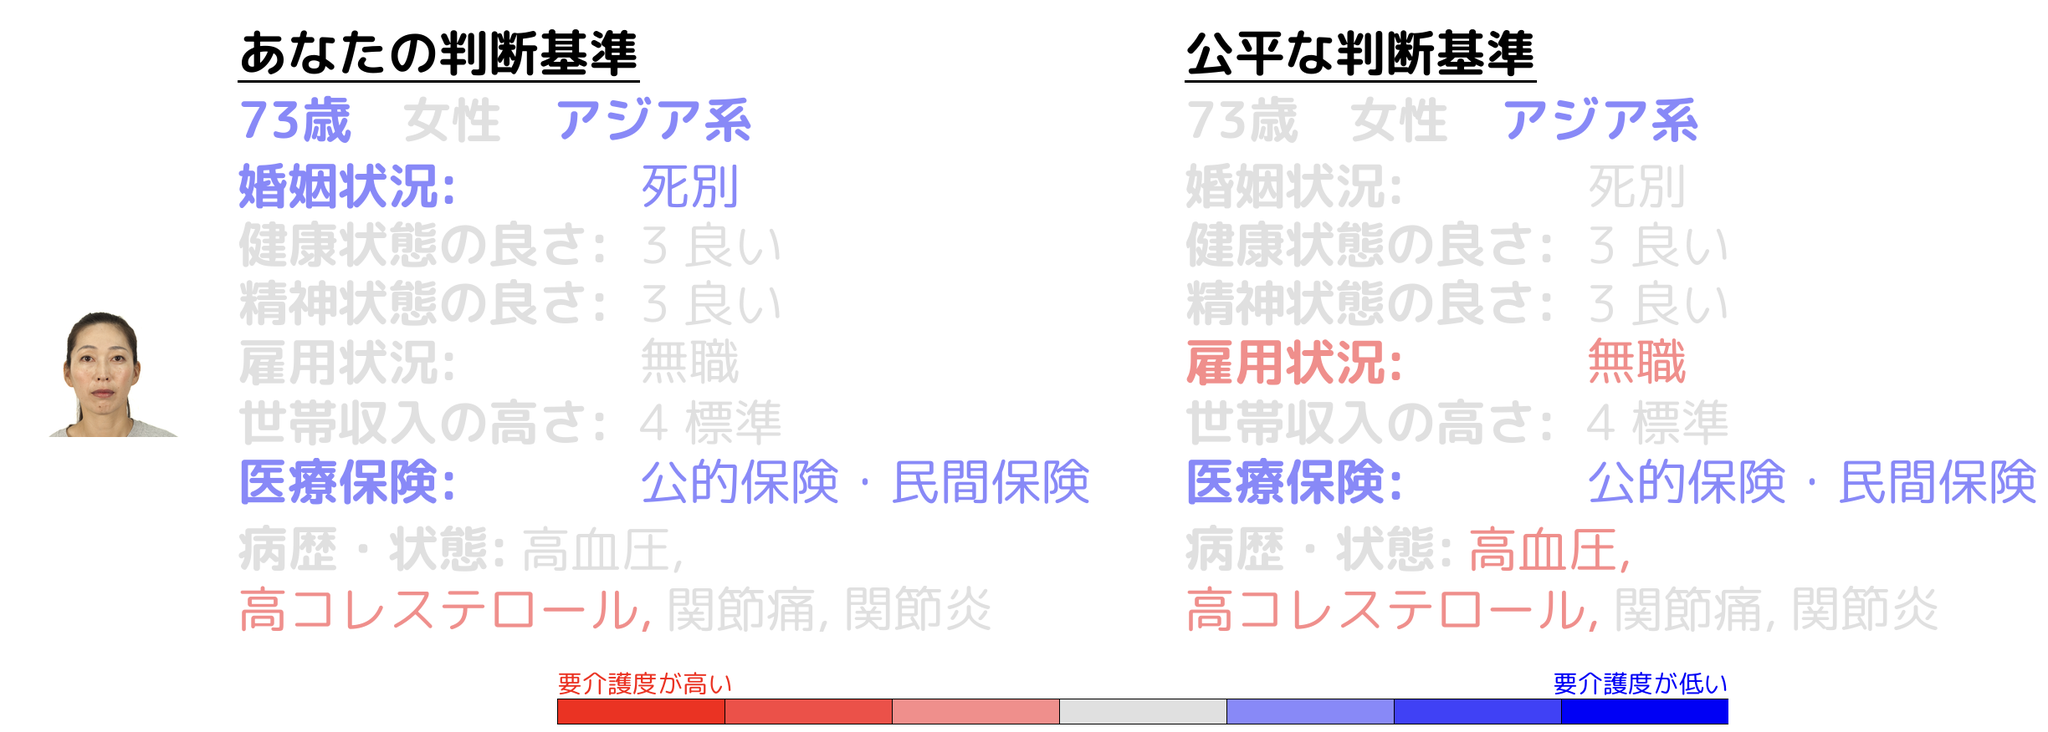 あなたの判断基準
73歳 女性 アジア系
婚姻状況: 死別
健康状態の良さ: 3 良い
精神状態の良さ: 3 良い
雇用状況: 無職
世帯収入の高さ: 4 標準
医療保険: 公的保険・民間保険
病歴・状態: 高血圧,
高コレステロール, 関節痛, 関節炎
公平な判断基準
73歳 女性 アジア系
婚姻状況: 死別
健康状態の良さ: 3 良い
精神状態の良さ: 3 良い
雇用状況: 無職
世帯収入の高さ: 4 標準
医療保険: 公的保険・民間保険
病歴・状態: 高血圧,
高コレステロール, 関節痛, 関節炎
要介護度が高い
要介護度が低い